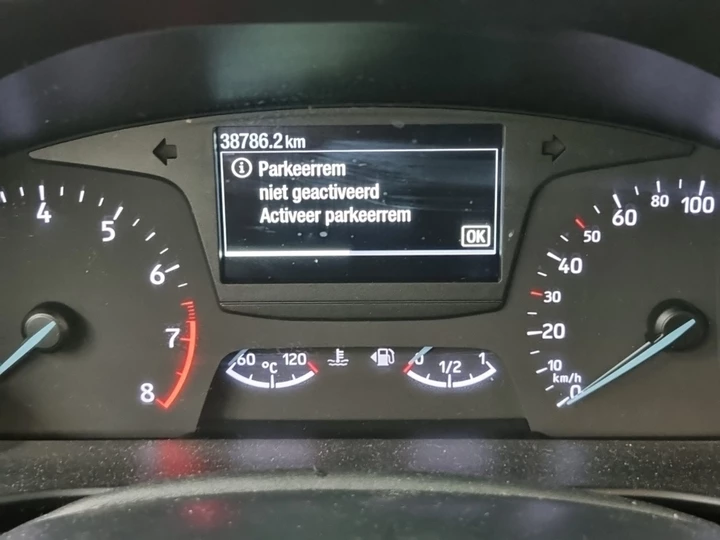 38786.2 km
Parkeerrem
niet geactiveerd
Activeer parkeerrem
OK
4
5
6
7
8
60 120
°C
0 1/2 1
0
10
20
30
40
50
60
80
100
km/h